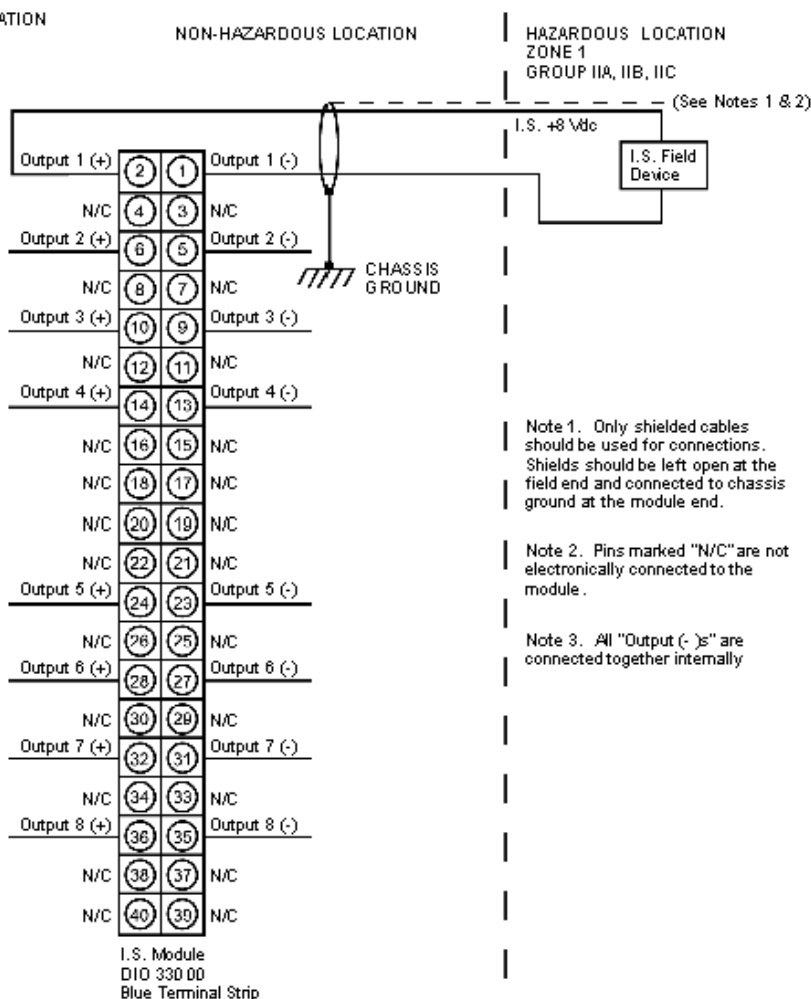 ATION
NON-HAZARDOUS LOCATION
HAZARDOUS LOCATION
ZONE 1
GROUP IIA, IIB, IIC
(See Notes 1 & 2)
I.S. +8 Vdc
I.S. Field
Device
Output 1 (+) 2 1 Output 1 (-)
N/C 4 3 N/C
Output 2 (+) 6 5 Output 2 (-)
N/C 8 7 N/C
CHASSIS
GROUND
Output 3 (+) 10 9 Output 3 (-)
N/C 12 11 N/C
Output 4 (+) 14 13 Output 4 (-)
N/C 16 15 N/C
N/C 18 17 N/C
N/C 20 19 N/C
N/C 22 21 N/C
Output 5 (+) 24 23 Output 5 (-)
N/C 26 25 N/C
Output 6 (+) 28 27 Output 6 (-)
N/C 30 29 N/C
Output 7 (+) 32 31 Output 7 (-)
N/C 34 33 N/C
Output 8 (+) 36 35 Output 8 (-)
N/C 38 37 N/C
N/C 40 39 N/C
I.S. Module
DIO 330 00
Blue Terminal Strip
Note 1. Only shielded cables
should be used for connections.
Shields should be left open at the
field end and connected to chassis
ground at the module end.
Note 2. Pins marked "N/C" are not
electronically connected to the
module.
Note 3. All "Output (- )s" are
connected together internally